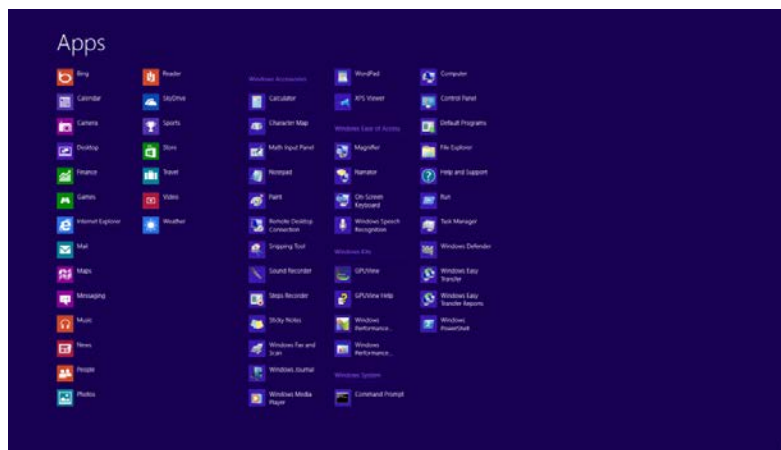 Apps
Bing
Calendar
Camera
Desktop
Finance
Games
Internet Explorer
Mail
Maps
Messaging
Music
News
People
Photos
Reader
SkyDrive
Sports
Store
Travel
Video
Weather
Windows Accessories
Calculator
Character Map
Math Input Panel
Notepad
Paint
Remote Desktop
Connection
Snipping Tool
Sound Recorder
Steps Recorder
Sticky Notes
Windows Fax and
Scan
Windows Journal
Windows Media
Player
WordPad
XPS Viewer
Windows Ease of Access
Magnifier
Narrator
On-Screen
Keyboard
Windows Speech
Recognition
Windows Kits
GPUView
GPUView Help
Windows
Performance...
Windows
Performance...
Windows System
Command Prompt
Computer
Control Panel
Default Programs
File Explorer
Help and Support
Run
Task Manager
Windows Defender
Windows Easy
Transfer
Windows Easy
Transfer Reports
Windows
PowerShell